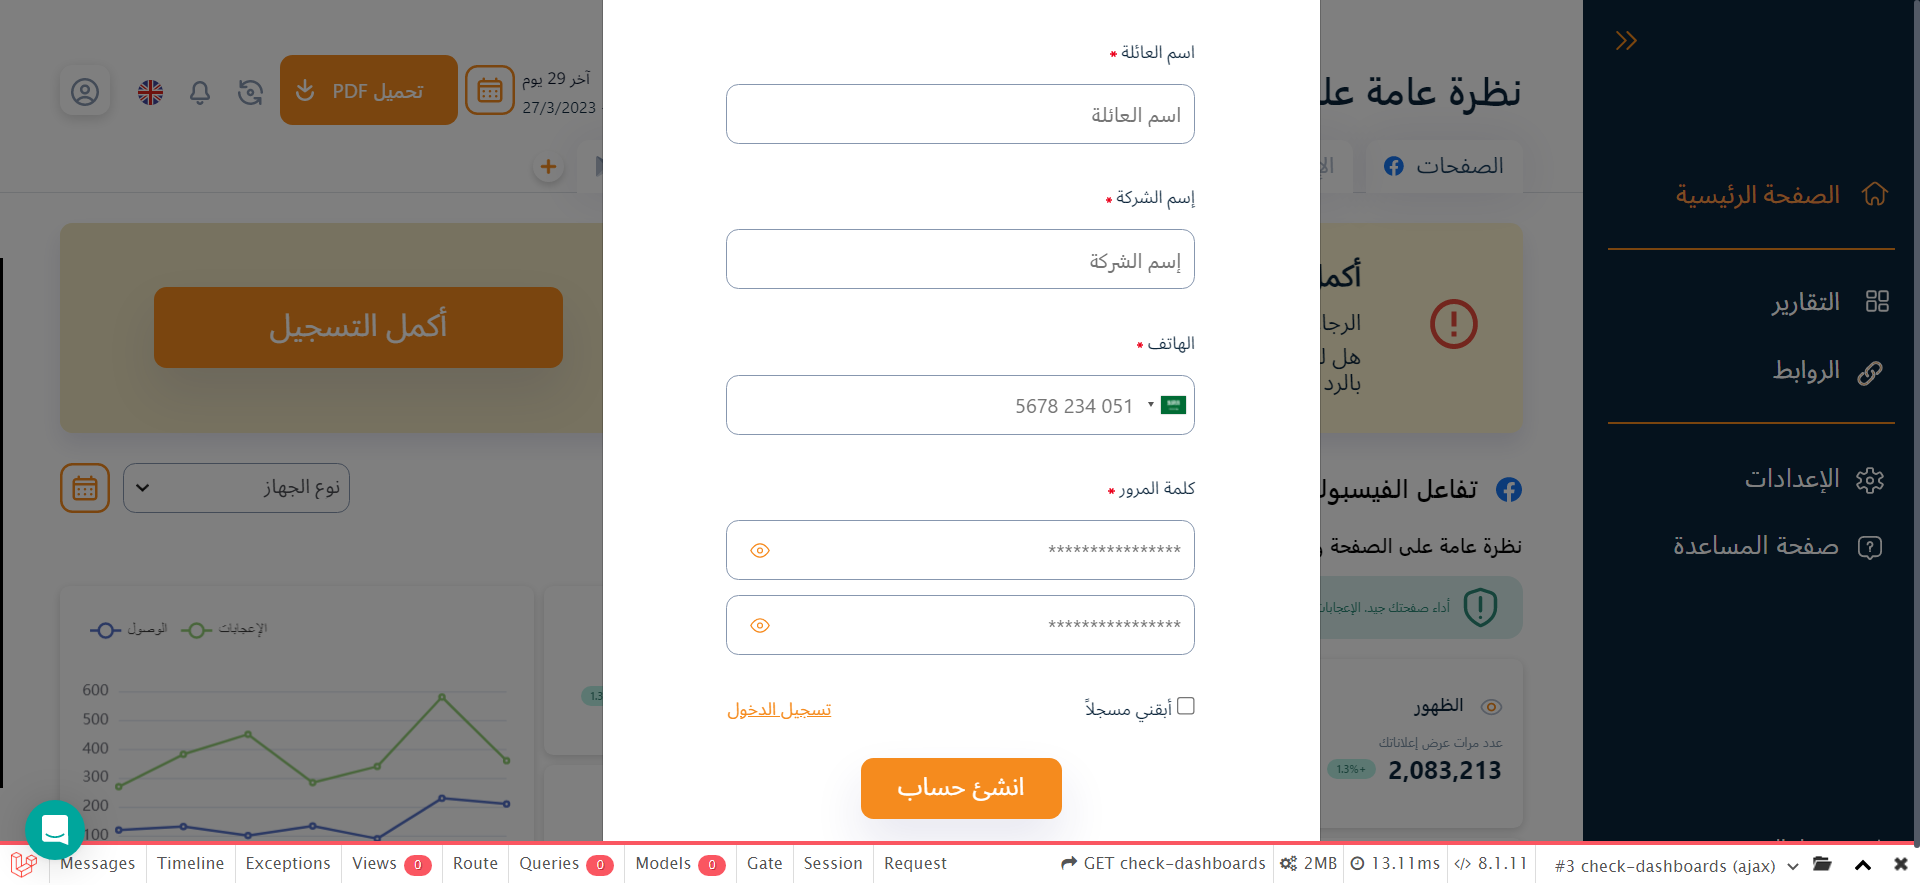 الصفحة الرئيسية
التقارير
الروابط
الإعدادات
صفحة المساعدة
نظرة عامة
آخر 29 يوم
27/3/2023
تحميل PDF
الصفحات
أكمل التسجيل
هل
بالرد
تفاعل
نوع الجهاز
نظرة عامة على الصفحة
أداء صفحتك جيد. الإعجابات
الظهور
عدد مرات عرض إعلاناتك
2,083,213
1.3%+
الإعجابات
الوصول
600
500
400
300
200
100
اسم العائلة *
اسم العائلة
إسم الشركة *
إسم الشركة
الهاتف *
051 234 5678
كلمة المرور *
****************
****************
أبقني مسجلاً
تسجيل الدخول
انشئ حساب
Messages Timeline Exceptions Views 0 Route Queries 0 Models 0 Gate Session Request GET check-dashboards 2MB 13.11ms 8.1.11 #3 check-dashboards (ajax)